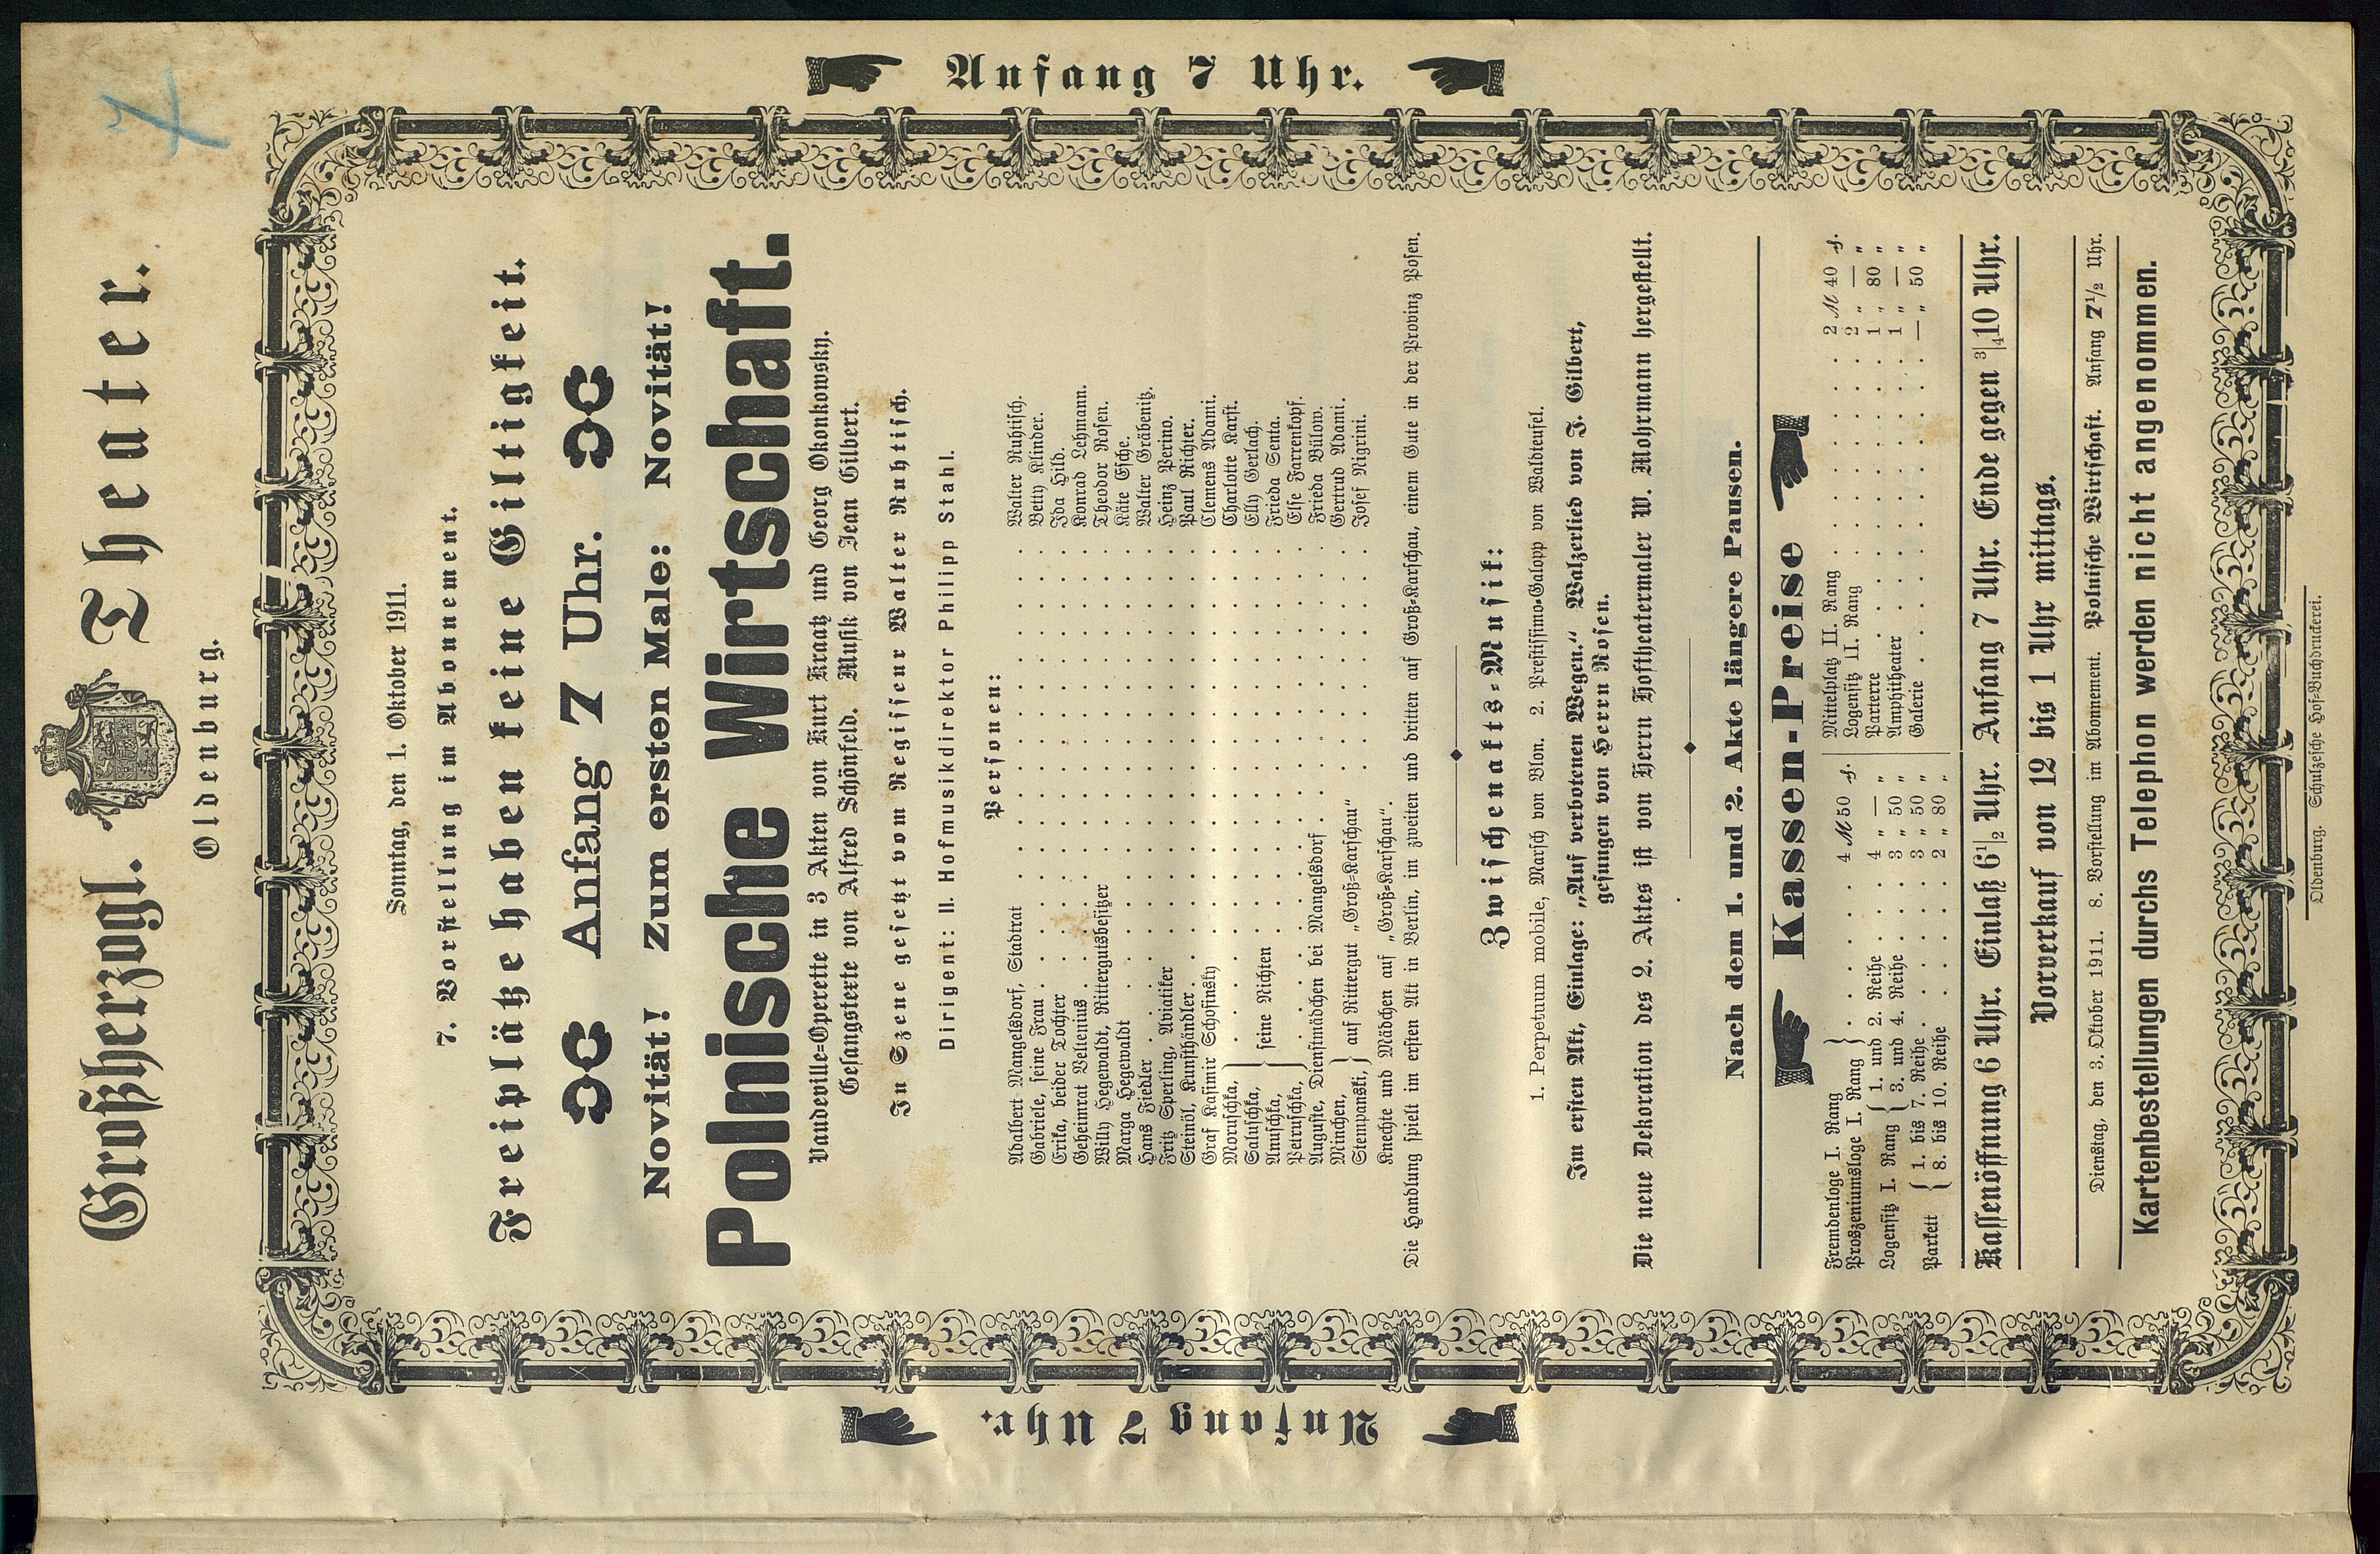 7
Großherzogl. Theater.
Oldenburg.
Anfang 7 Uhr.
Anfang 7 Uhr.
Sonntag, den 1. Oktober 1911.
7. Vorstellung im Abonnement.
Freiplätze haben keine Giltigkeit.
Anfang 7 Uhr.
Novität! Zum ersten Male: Novität!
Polnische Wirtschaft.
Vaudeville-Operette in 3 Akten von Kurt Kraatz und Georg Okonkowsky.
Gesangstexte von Alfred Schönfeld. Musik von Jean Gilbert.
In Szene gesetzt vom Regisseur Walter Ruhtisch.
Dirigent: II. Hofmusikdirektor Philipp Stahl.
Personen:
Adalbert Mangelsdorf, Stadtrat . . . Walter Ruhtisch.
Gabriele, seine Frau . . . Betty Klinder.
Erika, beider Tochter . . . Ida Hild.
Geheimrat Bellenius . . . Konrad Lehmann.
Willy Hegewaldt, Rittergutsbesitzer . . . Theodor Rosen.
Marga Hegewaldt . . . Käte Esche.
Hans Fiedler . . . Walter Gräbenitz.
Fritz Sperling, Aviatiker . . . Heinz Perino.
Steinöl, Kunsthändler . . . Paul Richter.
Graf Kasimir Schofinsky . . . Clemens Adami.
Moruschka, . . . Charlotte Karst.
Saluschka, } seine Nichten . . . Elly Gerlach.
Anuschka, . . . Frieda Senta.
Petruschka, . . . Else Farrenkopf.
Auguste, Dienstmädchen bei Mangelsdorf . . . Frieda Bülow.
Minchen, } auf Rittergut „Groß-Karschau“ . . . Gertrud Adami.
Stempanski, . . . Josef Nigrini.
Knechte und Mädchen auf „Groß-Karschau“.
Die Handlung spielt im ersten Akt in Berlin, im zweiten und dritten auf Groß-Karschau, einem Gute in der Provinz Posen.
Zwischenakts-Musik:
1. Perpetuum mobile, Marsch von Blon. 2. Prestissimo-Galopp von Waldteufel.
Im ersten Akt, Einlage: „Auf verbotenen Wegen.“ Walzerlied von J. Gilbert,
gesungen von Herrn Rosen.
Die neue Dekoration des 2. Aktes ist von Herrn Hoftheatermaler W. Mohrmann hergestellt.
Nach dem 1. und 2. Akte längere Pausen.
Kassen-Preise
Fremdenloge I. Rang
Proszeniumsloge I. Rang } . . . 4 M 50 ₰.
Logensitz I. Rang { 1. und 2. Reihe . . . 4 „ — „
3. und 4. Reihe . . . 3 „ 50 „
Parkett { 1. bis 7. Reihe . . . 3 „ 50 „
8. bis 10. Reihe . . . 2 „ 80 „
Mittelplatz II. Rang . . . 2 M 40 ₰.
Logensitz II. Rang . . . 2 „ — „
Parterre . . . 1 „ 80 „
Amphitheater . . . 1 „ — „
Galerie . . . — „ 50 „
Kassenöffnung 6 Uhr. Einlaß 6 1/2 Uhr. Anfang 7 Uhr. Ende gegen 3/4 10 Uhr.
Vorverkauf von 12 bis 1 Uhr mittags.
Dienstag, den 3. Oktober 1911. 8. Vorstellung im Abonnement. Polnische Wirtschaft. Anfang 7 1/2 Uhr.
Kartenbestellungen durchs Telephon werden nicht angenommen.
Oldenburg. Schulzesche Hof-Buchdruckerei.